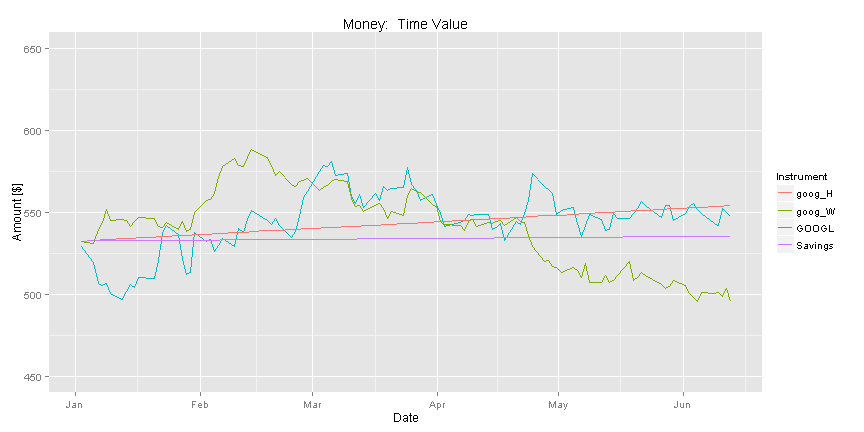 Money:  Time Value
Amount [$]
650
600
550
500
450
Jan Feb Mar Apr May Jun
Date
Instrument
goog_H
goog_W
GOOGL
Savings